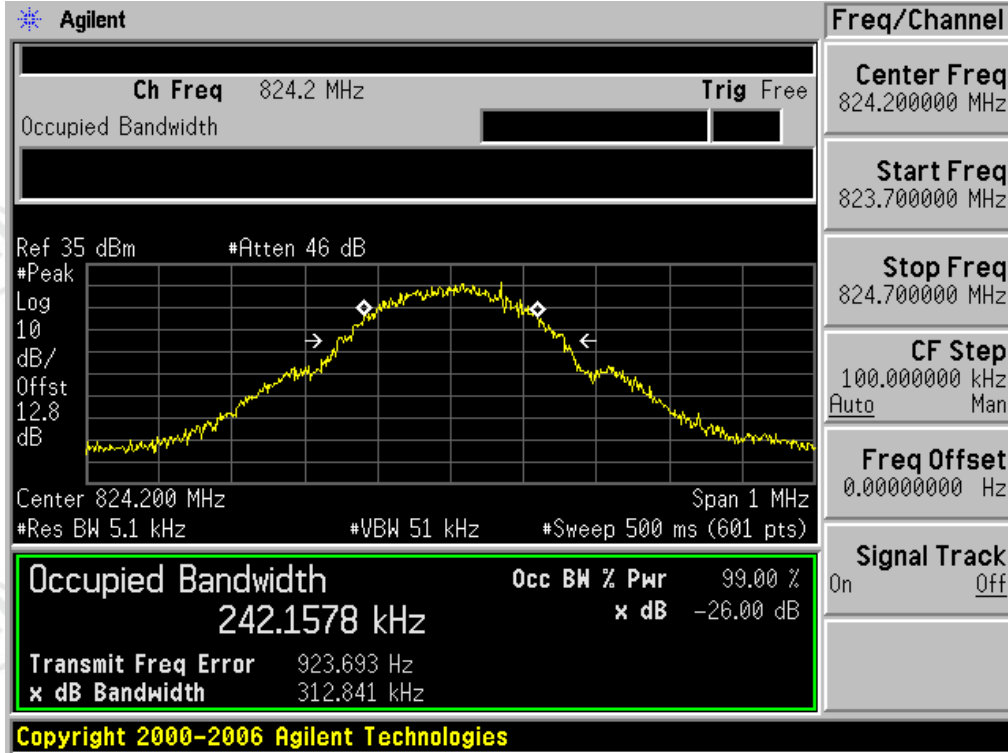 Agilent
Freq/Channel
Ch Freq 824.2 MHz Trig Free
Occupied Bandwidth
Center Freq
824.200000 MHz
Start Freq
823.700000 MHz
Stop Freq
824.700000 MHz
CF Step
100.000000 kHz
Auto Man
Freq Offset
0.00000000 Hz
Signal Track
On Off
Ref 35 dBm #Atten 46 dB
#Peak
Log
10
dB/
Offst
12.8
dB
Center 824.200 MHz Span 1 MHz
#Res BW 5.1 kHz #VBW 51 kHz #Sweep 500 ms (601 pts)
Occupied Bandwidth
242.1578 kHz
Occ BW % Pwr 99.00 %
x dB -26.00 dB
Transmit Freq Error 923.693 Hz
x dB Bandwidth 312.841 kHz
Copyright 2000-2006 Agilent Technologies